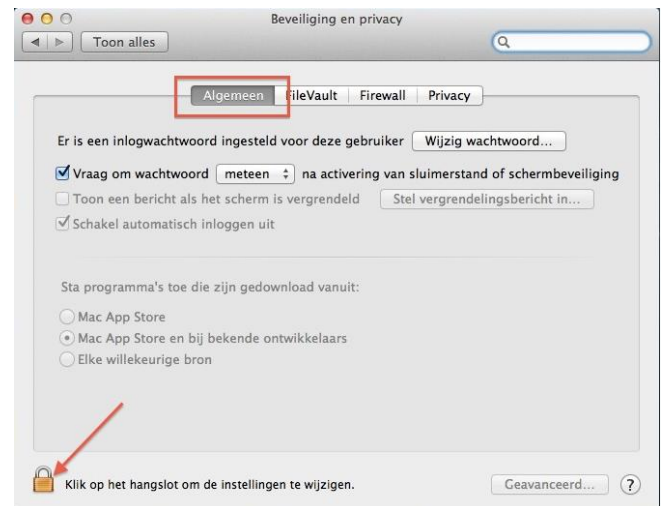 Beveiliging en privacy
Toon alles
Algemeen FileVault Firewall Privacy
Er is een inlogwachtwoord ingesteld voor deze gebruiker Wijzig wachtwoord...
Vraag om wachtwoord meteen na activering van sluimerstand of schermbeveiliging
Toon een bericht als het scherm is vergrendeld Stel vergrendelingsbericht in...
Schakel automatisch inloggen uit
Sta programma's toe die zijn gedownload vanuit:
Mac App Store
Mac App Store en bij bekende ontwikkelaars
Elke willekeurige bron
Klik op het hangslot om de instellingen te wijzigen. Geavanceerd... ?